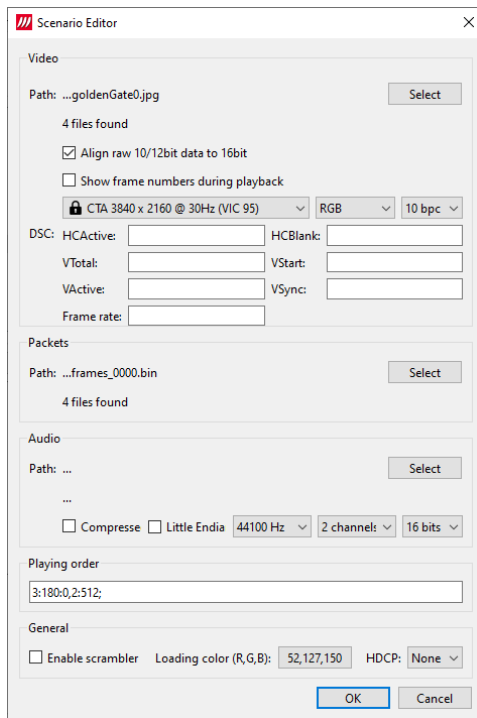 Scenario Editor
Video
Path: ...goldenGate0.jpg Select
4 files found
Align raw 10/12bit data to 16bit
Show frame numbers during playback
CTA 3840 x 2160 @ 30Hz (VIC 95) RGB 10 bpc
DSC: HCActive: HCBlank:
VTotal: VStart:
VActive: VSync:
Frame rate:
Packets
Path: ...frames_0000.bin Select
4 files found
Audio
Path: ... Select
...
Compresse Little Endia 44100 Hz 2 channels 16 bits
Playing order
3:180:0,2:512;
General
Enable scrambler Loading color (R,G,B): 52,127,150 HDCP: None
OK Cancel